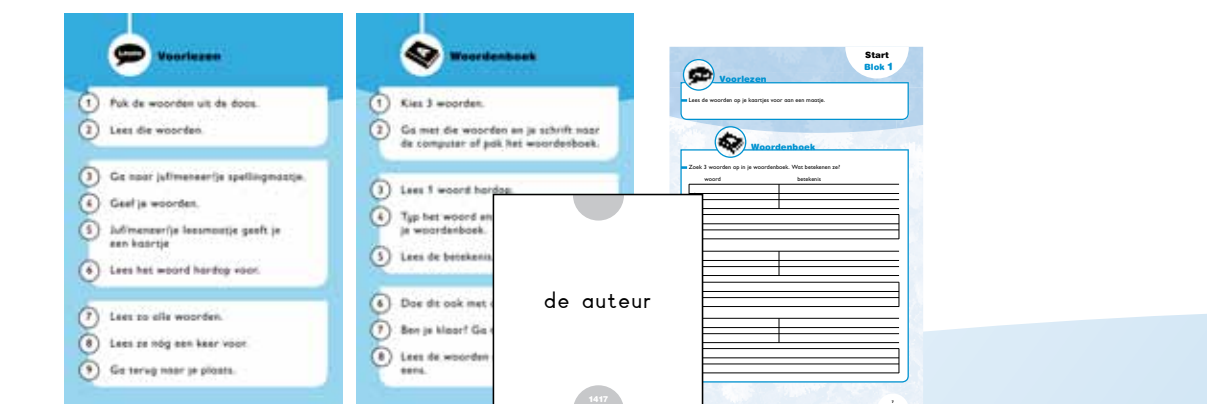 Voorlezen
1 Pak de woorden uit de doos.
2 Lees die woorden.
3 Ga naar juf/meneer/je spellingmaatje.
4 Geef je woorden.
5 Juf/meneer/je leesmaatje geeft je
een kaartje
6 Lees het woord hardop voor.
7 Lees zo alle woorden.
8 Lees ze nóg een keer voor.
9 Ga terug naar je plaats.
Woordenboek
1 Kies 3 woorden.
2 Ga met die woorden en je schrift naar
de computer of pak het woordenboek.
3 Lees 1 woord hardop.
4 Typ het woord
je woordenboek.
5 Lees de betekenis
6 Doe dit ook met
7 Ben je klaar? Ga
8 Lees de woorden
eens.
de auteur
1417
Start
Blok 1
Voorlezen
Lees de woorden op je kaartjes voor aan een maatje.
Woordenboek
Zoek 3 woorden op in je woordenboek. Wat betekenen ze?
woord betekenis